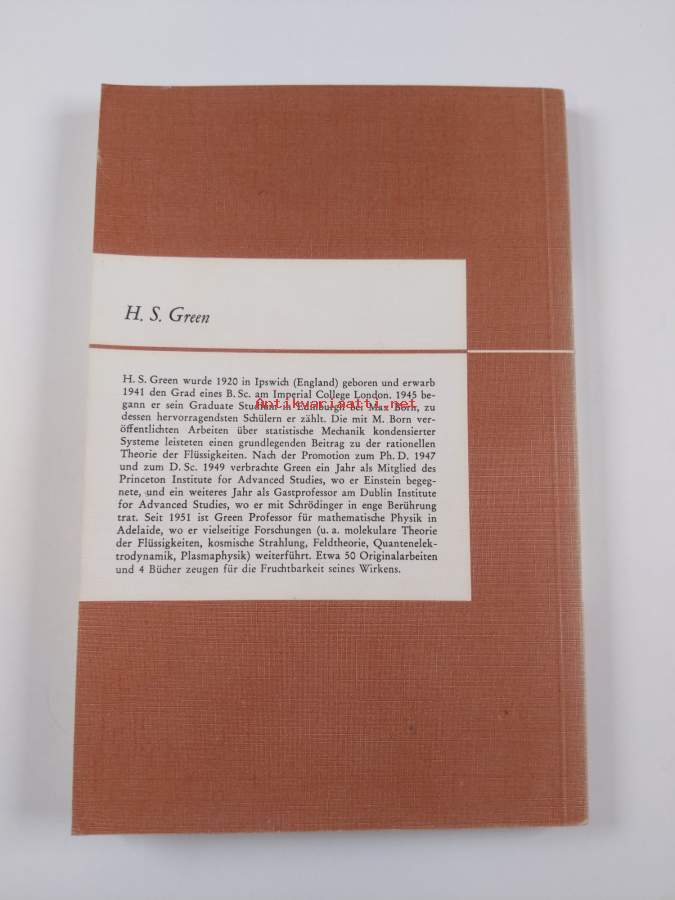 H. S. Green
H. S. Green wurde 1920 in Ipswich (England) geboren und erwarb
1941 den Grad eines B. Sc. am Imperial College London. 1945 be-
gann er sein Graduate Studium in Edinburgh bei Max Born, zu
antikvariaatti.net
dessen hervorragendsten Schülern er zählt. Die mit M. Born ver-
öffentlichten Arbeiten über statistische Mechanik kondensierter
Systeme leisteten einen grundlegenden Beitrag zu der rationellen
Theorie der Flüssigkeiten. Nach der Promotion zum Ph. D. 1947
und zum D. Sc. 1949 verbrachte Green ein Jahr als Mitglied des
Princeton Institute for Advanced Studies, wo er Einstein begeg-
nete, und ein weiteres Jahr als Gastprofessor am Dublin Institute
for Advanced Studies, wo er mit Schrödinger in enge Berührung
trat. Seit 1951 ist Green Professor für mathematische Physik in
Adelaide, wo er vielseitige Forschungen (u. a. molekulare Theorie
der Flüssigkeiten, kosmische Strahlung, Feldtheorie, Quantenelek-
trodynamik, Plasmaphysik) weiterführt. Etwa 50 Originalarbeiten
und 4 Bücher zeugen für die Fruchtbarkeit seines Wirkens.